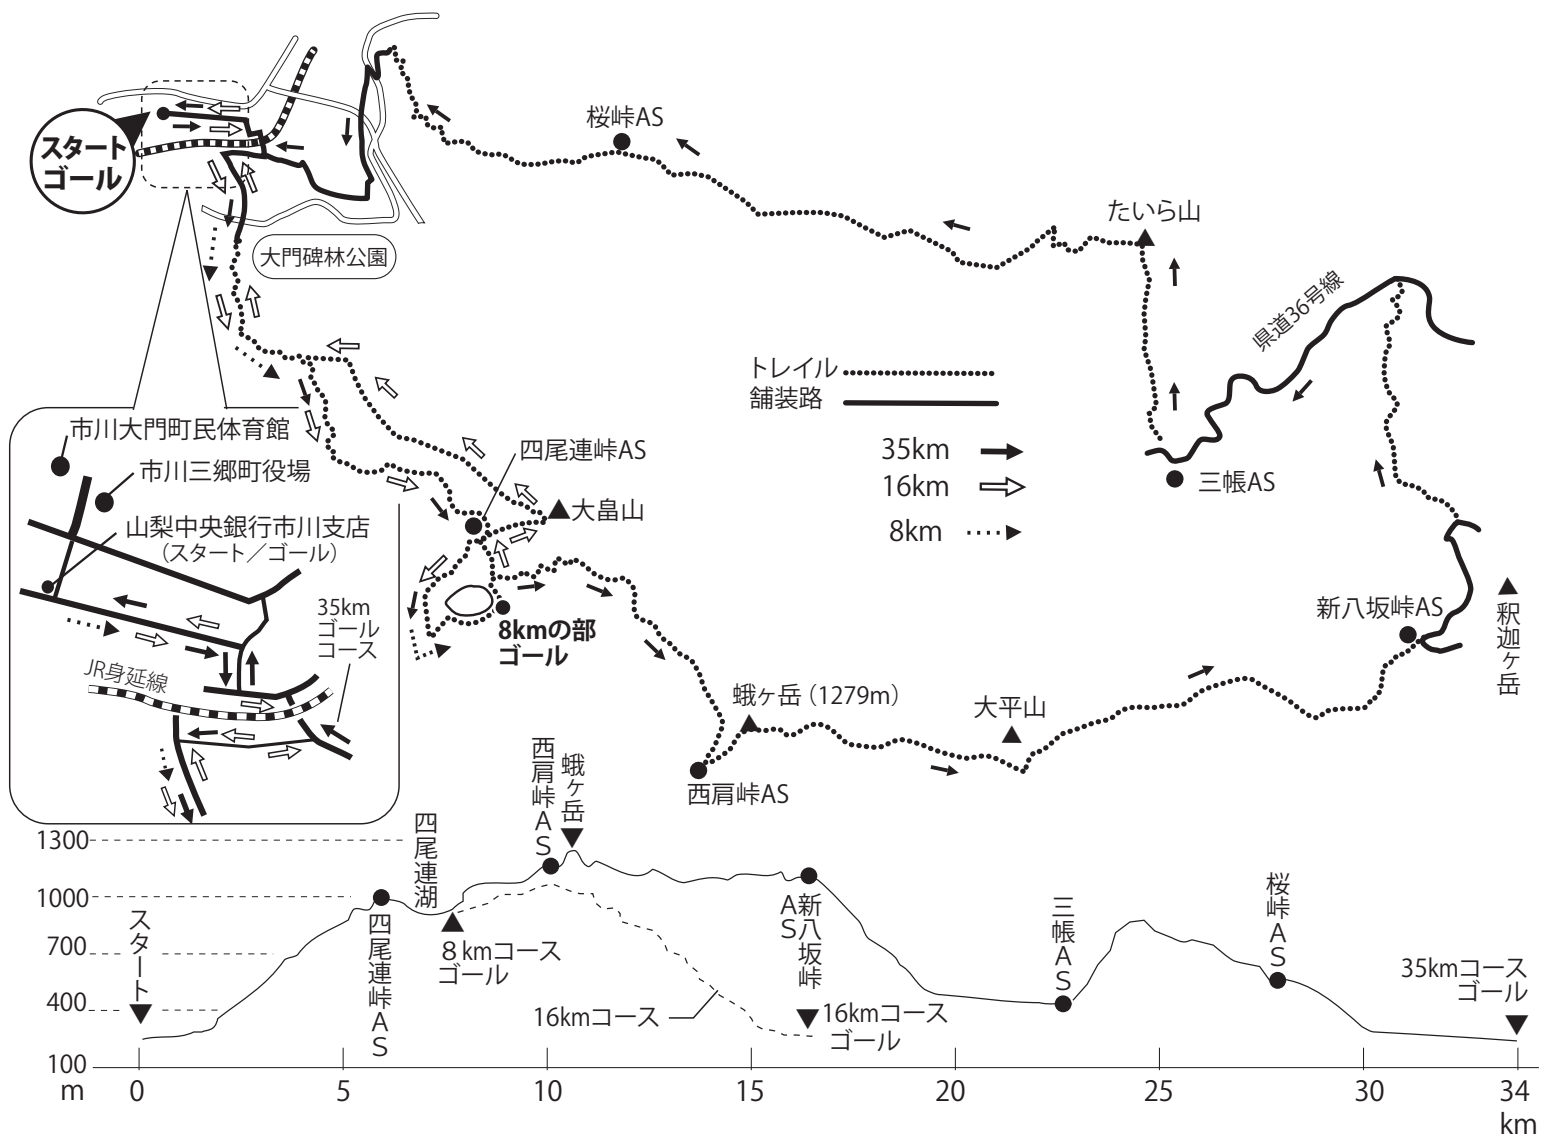 スタート
ゴール
大門碑林公園
桜峠AS
たいら山
県道36号線
トレイル
舗装路
35km
16km
8km
三帳AS
四尾連峠AS
大畠山
8kmの部
ゴール
新八坂峠AS
釈迦ヶ岳
蛾ヶ岳（1279m）
大平山
西肩峠AS
市川大門町民体育館
市川三郷町役場
山梨中央銀行市川支店
（スタート／ゴール）
35km
ゴール
コース
JR身延線
1300
1000
700
400
100
m
スタート
四尾連峠AS
四尾連湖
8kmコース
ゴール
西肩峠AS
蛾ヶ岳
16kmコース
新八坂峠
AS
16kmコース
ゴール
三帳AS
桜峠AS
35kmコース
ゴール
0
5
10
15
20
25
30
34
km